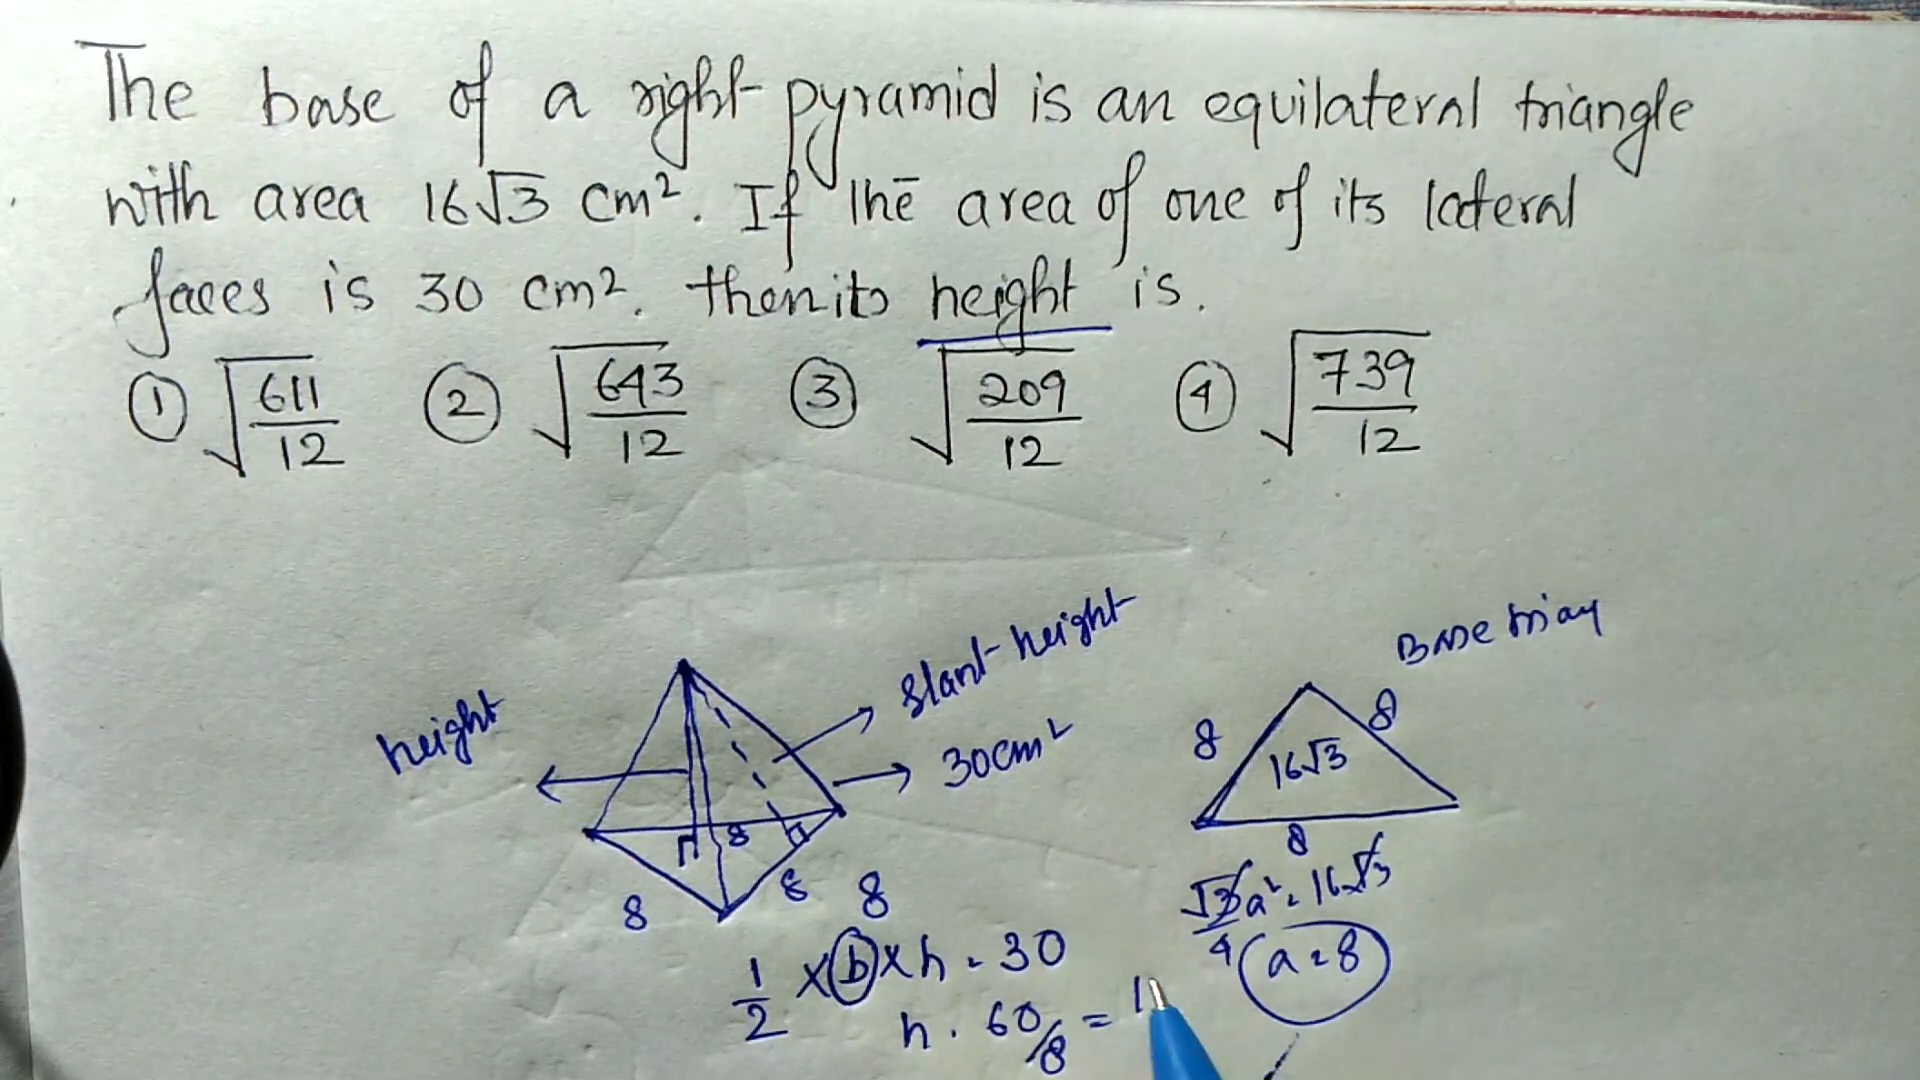 The base of a right pyramid is an equilateral triangle
with area 16√3 cm². If the area of one of its lateral
faces is 30 cm². then its height is.
① √611/12 ② √643/12 ③ √209/12 ④ √739/12
Base
slant height
height
30cm²
8 8
16√3
8
8 8 8 8
√3/4 a² = 16√3
a = 8
1/2 × b × h = 30
h = 60/8 = 1